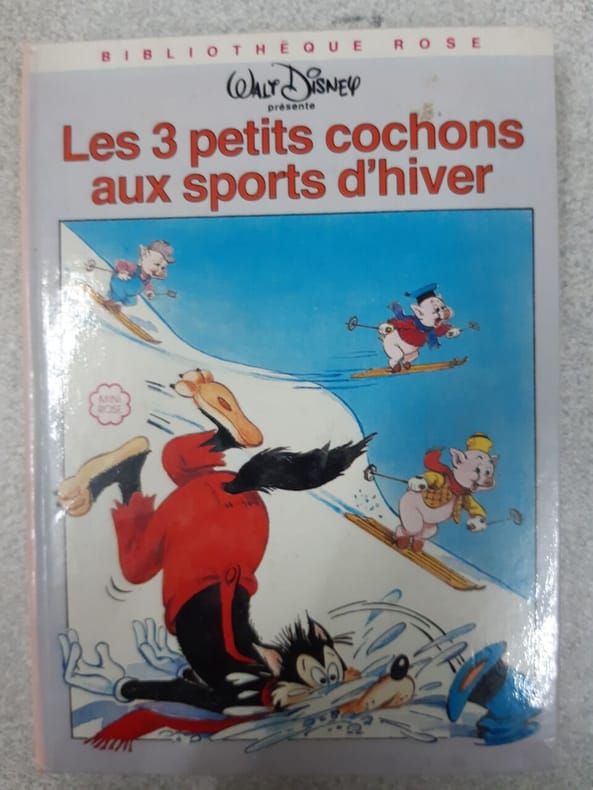 BIBLIOTHÈQUE ROSE
WALT DISNEY
présente
Les 3 petits cochons
aux sports d'hiver
MINI
ROSE